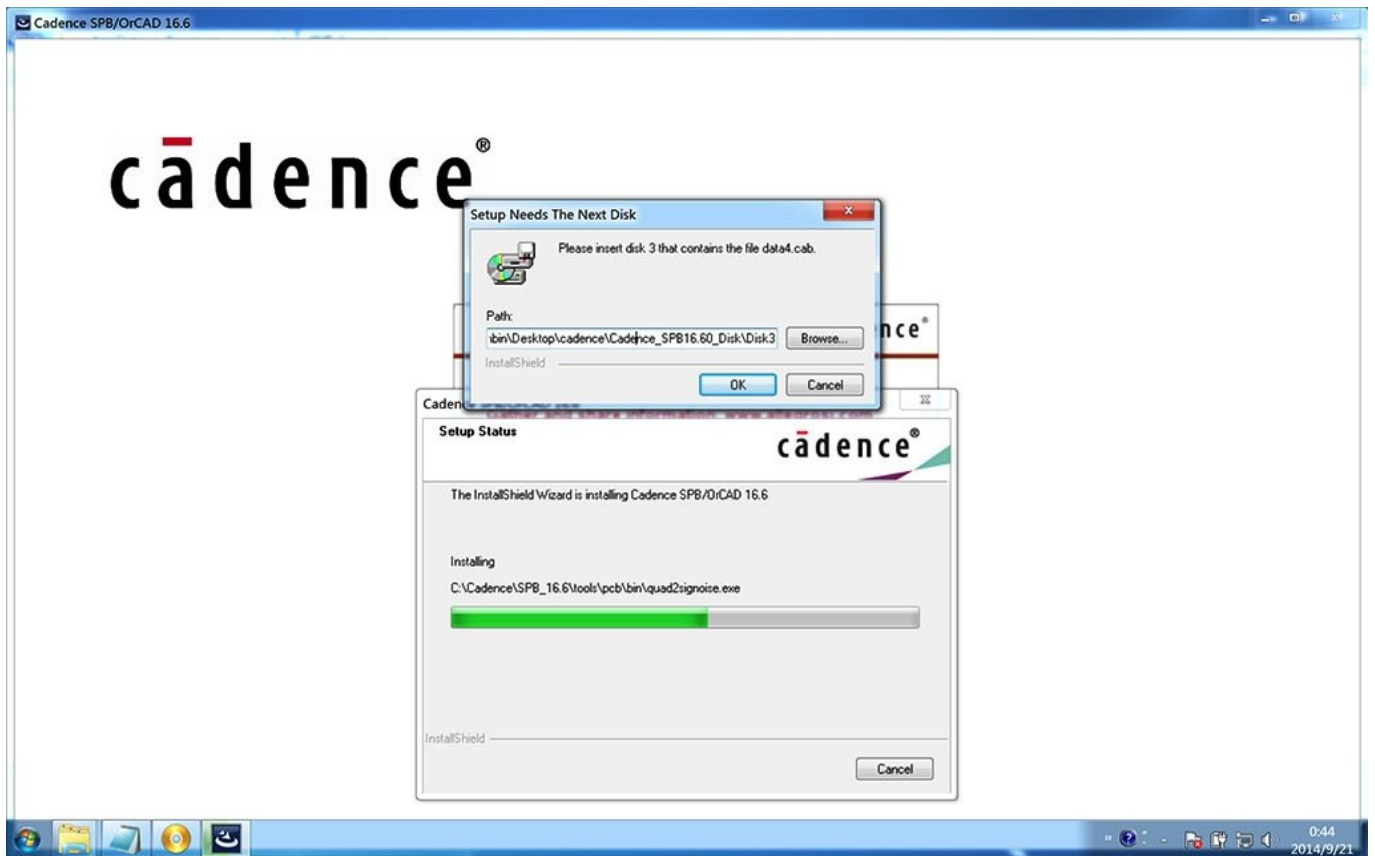 Cadence SPB/OrCAD 16.6
cādence®
Setup Needs The Next Disk
Please insert disk 3 that contains the file data4.cab.
Path:
bin\Desktop\cadence\Cadence_SPB16.60_Disk\Disk3
Browse...
InstallShield
OK
Cancel
nce®
Caden
Setup Status
cādence®
The InstallShield Wizard is installing Cadence SPB/OrCAD 16.6
Installing
C:\Cadence\SPB_16.6\tools\pcb\bin\quad2signoise.exe
InstallShield
Cancel
0:44
2014/9/21